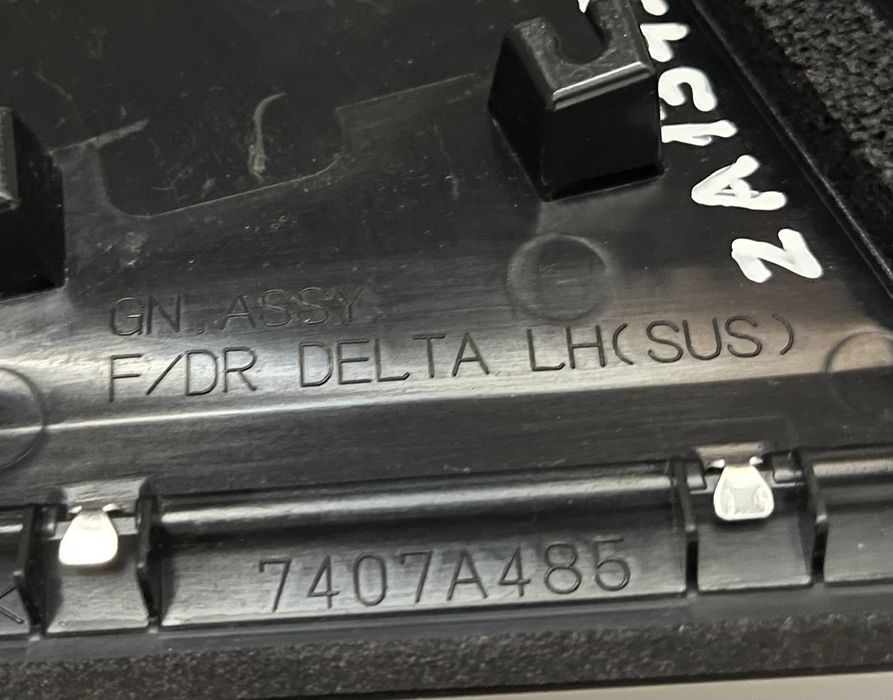 GN.ASSY
F/DR DELTA LH(SUS)
7407A485